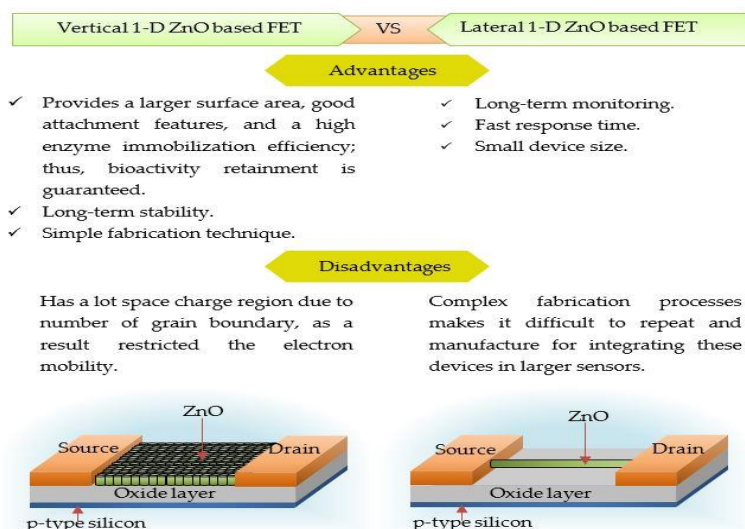 Vertical 1-D ZnO based FET
VS
Lateral 1-D ZnO based FET
Advantages
✓ Provides a larger surface area, good
attachment features, and a high
enzyme immobilization efficiency;
thus, bioactivity retainment is
guaranteed.
✓ Long-term stability.
✓ Simple fabrication technique.
✓ Long-term monitoring.
✓ Fast response time.
✓ Small device size.
Disadvantages
Has a lot space charge region due to
number of grain boundary, as a
result restricted the electron
mobility.
Complex fabrication processes
makes it difficult to repeat and
manufacture for integrating these
devices in larger sensors.
ZnO
Source
Drain
Oxide layer
p-type silicon
ZnO
Source
Drain
Oxide layer
p-type silicon